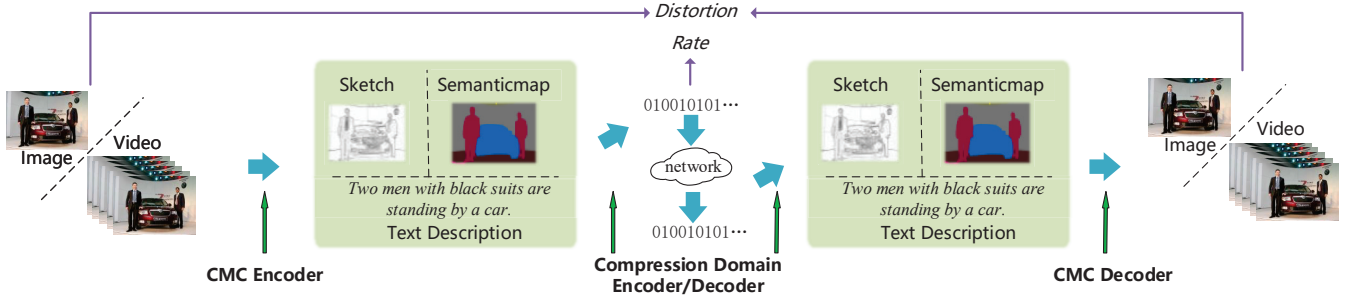 Distortion
Rate
Image
Video
Sketch
Semanticmap
Two men with black suits are
standing by a car.
Text Description
CMC Encoder
010010101···
network
010010101···
Compression Domain
Encoder/Decoder
Sketch
Semanticmap
Two men with black suits are
standing by a car.
Text Description
CMC Decoder
Image
Video